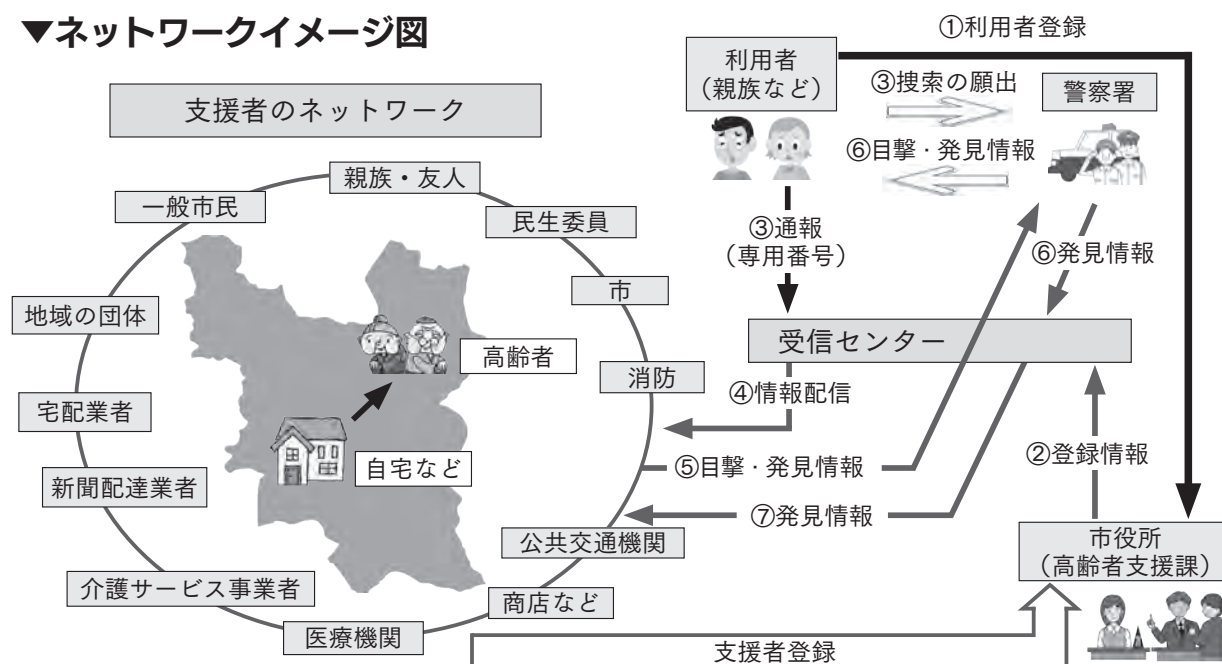 ▼ネットワークイメージ図
支援者のネットワーク
親族・友人
一般市民
民生委員
地域の団体
市
高齢者
消防
宅配業者
自宅など
新聞配達業者
公共交通機関
介護サービス事業者
商店など
医療機関
①利用者登録
利用者
（親族など）
③捜索の願出
警察署
⑥目撃・発見情報
③通報
（専用番号）
⑥発見情報
受信センター
④情報配信
②登録情報
⑤目撃・発見情報
⑦発見情報
市役所
（高齢者支援課）
支援者登録